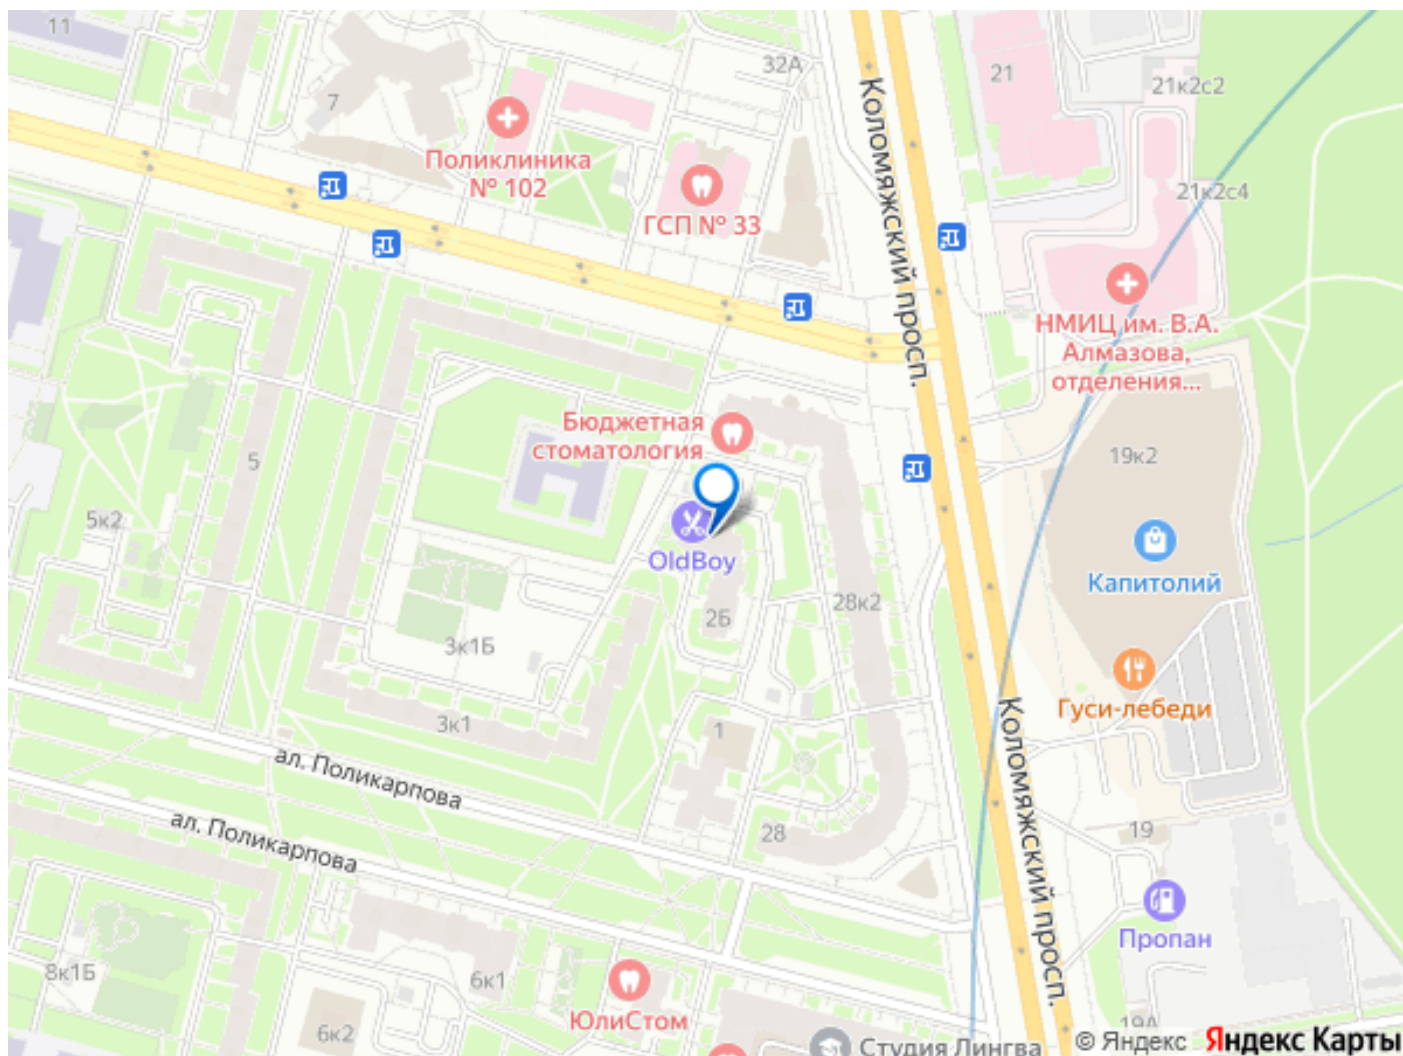 11
32А
21
21к2с2
7
Поликлиника
№ 102
ГСП № 33
21к2с4
Коломяжский просп.
НМИЦ им. В.А.
Алмазова,
отделения...
Бюджетная
стоматология
5
19к2
5к2
OldBoy
Капитолий
28к2
2Б
3к1Б
3к1
Гуси-лебеди
1
ал. Поликарпова
ал. Поликарпова
28
19
Коломяжский просп.
Пропан
8к1Б
6к1
ЮлиСтом
6к2
19А
Студия Лингва
© Яндекс Яндекс Карты